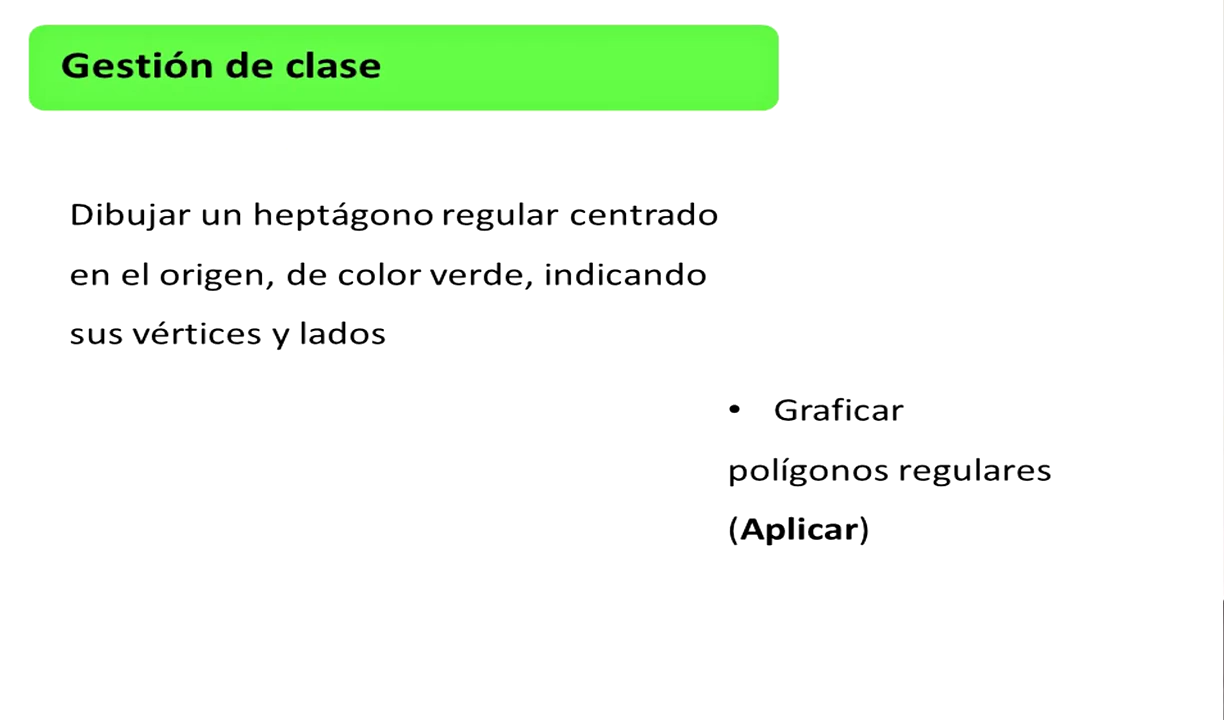 Gestión de clase
Dibujar un heptágono regular centrado
en el origen, de color verde, indicando
sus vértices y lados
• Graficar
polígonos regulares
(Aplicar)